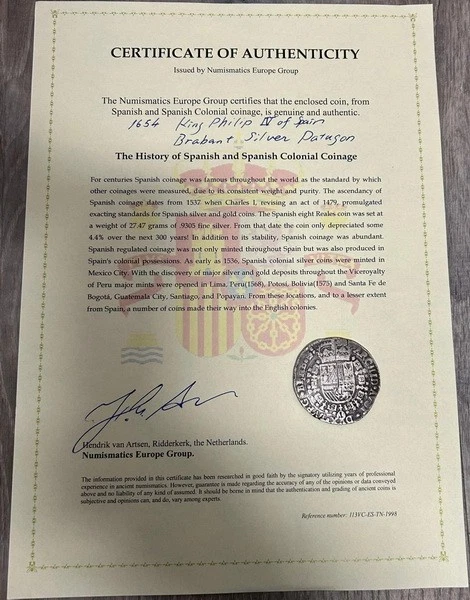 CERTIFICATE OF AUTHENTICITY
Issued by Numismatics Europe Group
The Numismatics Europe Group certifies that the enclosed coin, from
Spanish and Spanish Colonial coinage, is genuine and authentic.
1654 King Philip IV of Spain
Brabant Silver Patagon
The History of Spanish and Spanish Colonial Coinage
For centuries Spanish coinage was famous throughout the world as the standard by which
other coinages were measured, due to its consistent weight and purity. The ascendancy of
Spanish coinage dates from 1537 when Charles I, revising an act of 1479, promulgated
exacting standards for Spanish silver and gold coins. The Spanish eight Reales coin was set at
a weight of 27.47 grams of .9305 fine silver. From that date the coin only depreciated some
4.4% over the next 300 years! In addition to its stability, Spanish coinage was abundant.
Spanish regulated coinage was not only minted throughout Spain but was also produced in
Spain's colonial possessions. As early as 1536, Spanish colonial silver coins were minted in
Mexico City. With the discovery of major silver and gold deposits throughout the Viceroyalty
of Peru major mints were opened in Lima, Peru(1568), Potosi, Bolivia(1575) and Santa Fe de
Bogotá, Guatemala City, Santiago, and Popayan. From these locations, and to a lesser extent
from Spain, a number of coins made their way into the English colonies.
Hendrik van Artsen, Ridderkerk, the Netherlands.
Numismatics Europe Group.
The information provided in this certificate has been researched in good faith by the signatory utilizing years of professional
experience in ancient numismatics. However, guarantee is made regarding the accuracy of any of the opinions or data conveyed
above and no liability of any kind of assumed. It should be borne in mind that the authentication and grading of ancient coins is
subjective and opinions can, and do, vary among experts.
Reference number: 113VC-ES-TN-1998